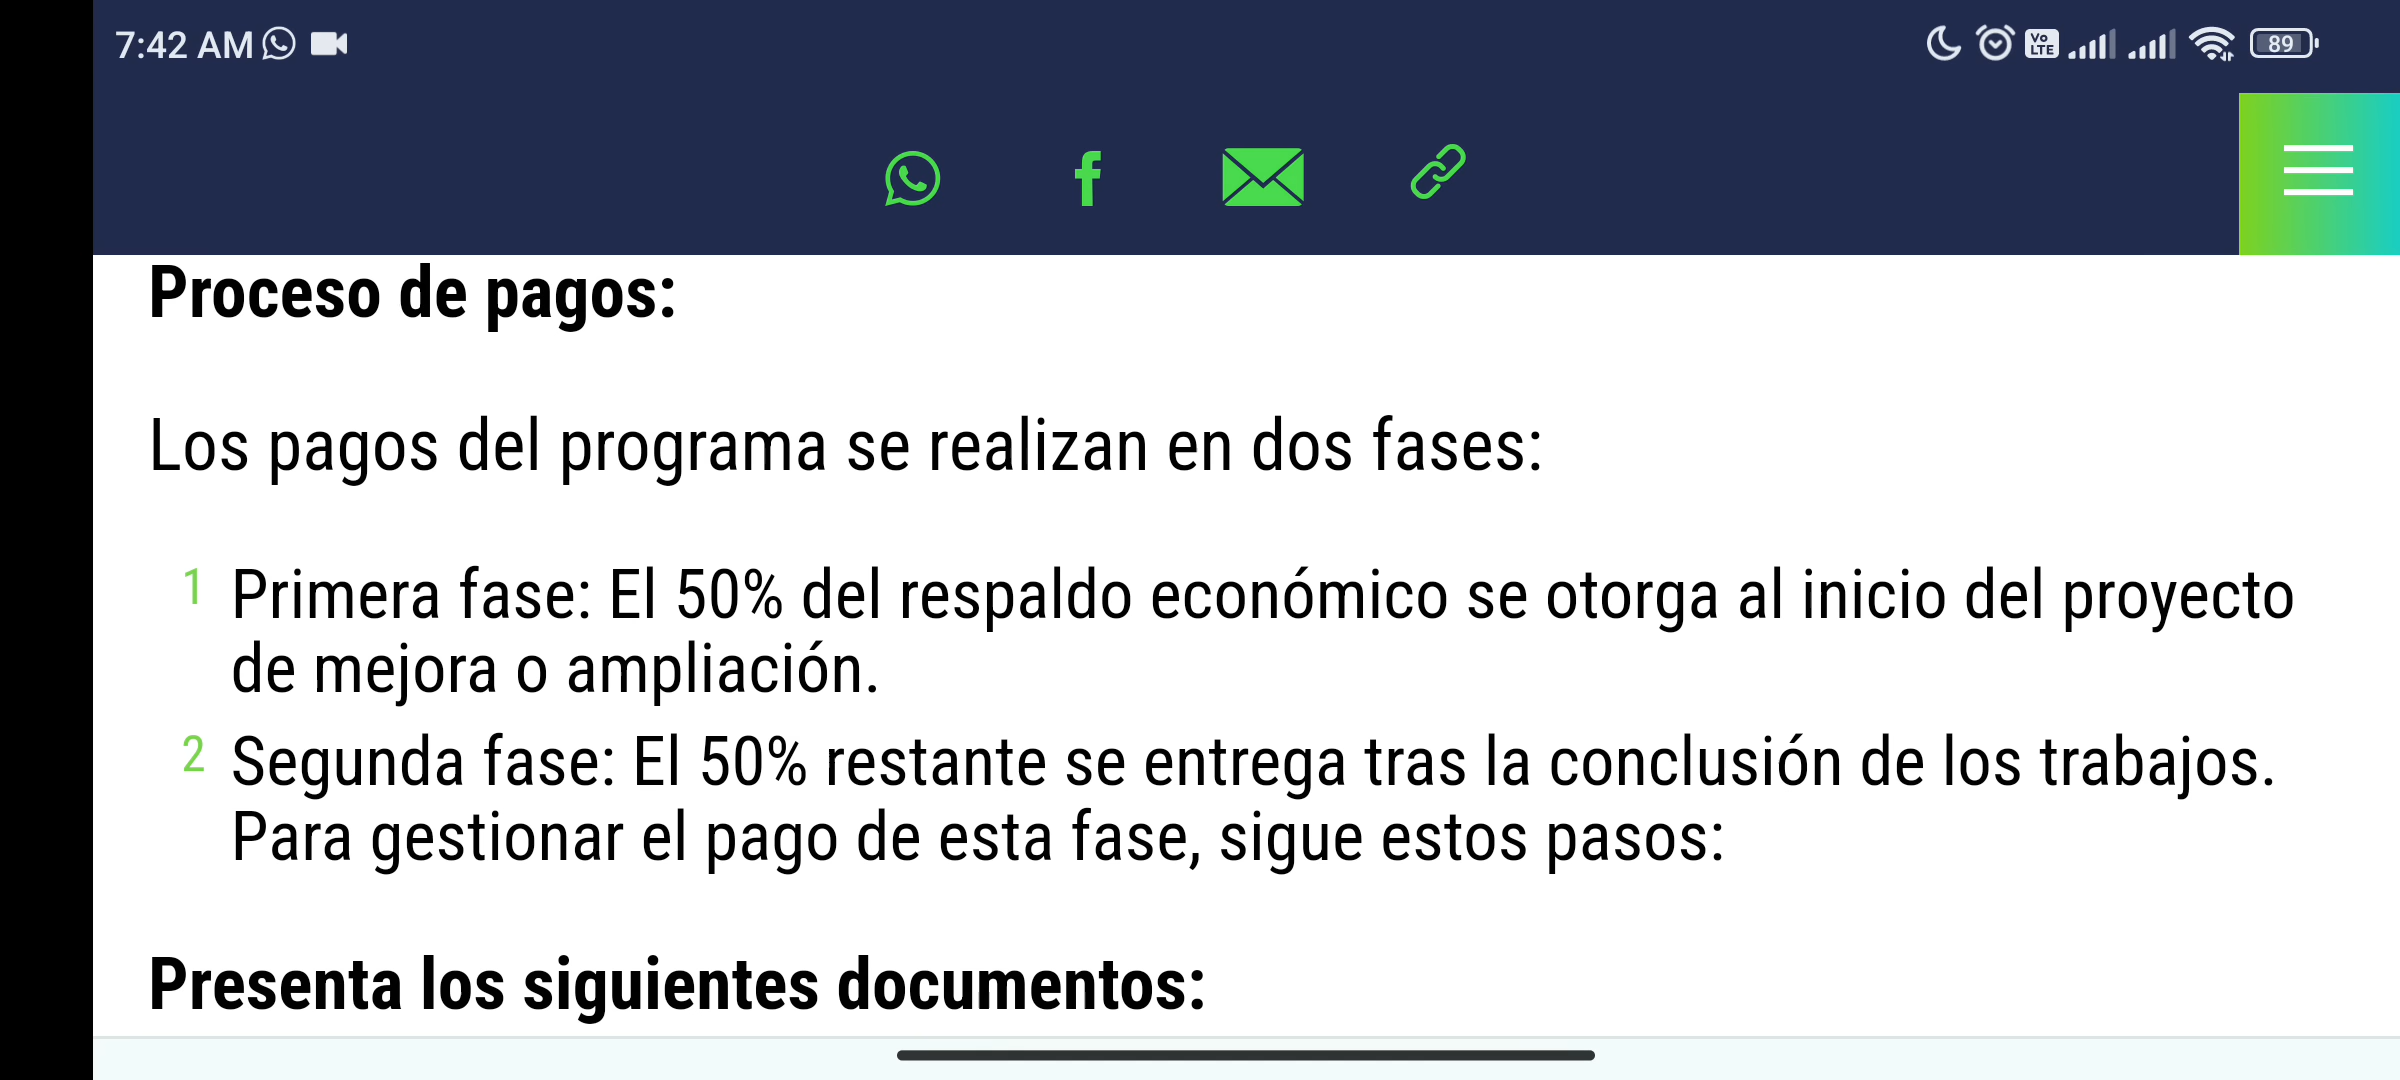 7:42 AM
Vo LTE
89
Proceso de pagos:
Los pagos del programa se realizan en dos fases:
1 Primera fase: El 50% del respaldo económico se otorga al inicio del proyecto
de mejora o ampliación.
2 Segunda fase: El 50% restante se entrega tras la conclusión de los trabajos.
Para gestionar el pago de esta fase, sigue estos pasos:
Presenta los siguientes documentos: